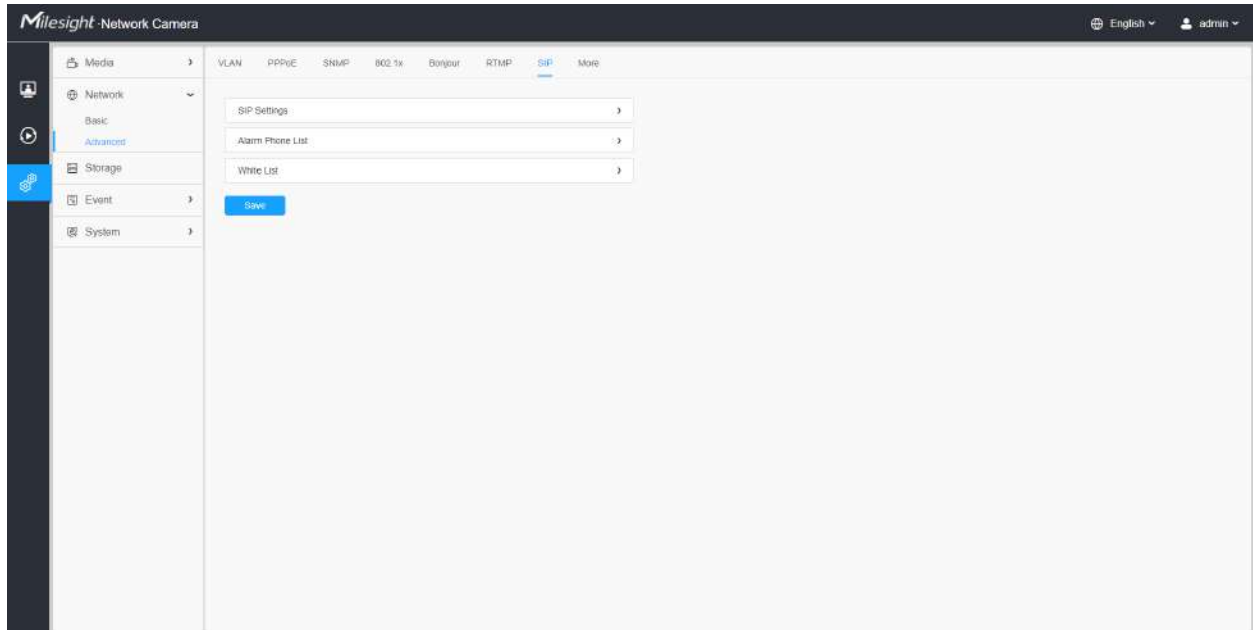 Milesight -Network Camera
English
admin
Media
VLAN PPPoE SNMP 802.1x Bonjour RTMP SIP More
Network
Basic
Advanced
Storage
Event
System
SIP Settings
Alarm Phone List
White List
Save